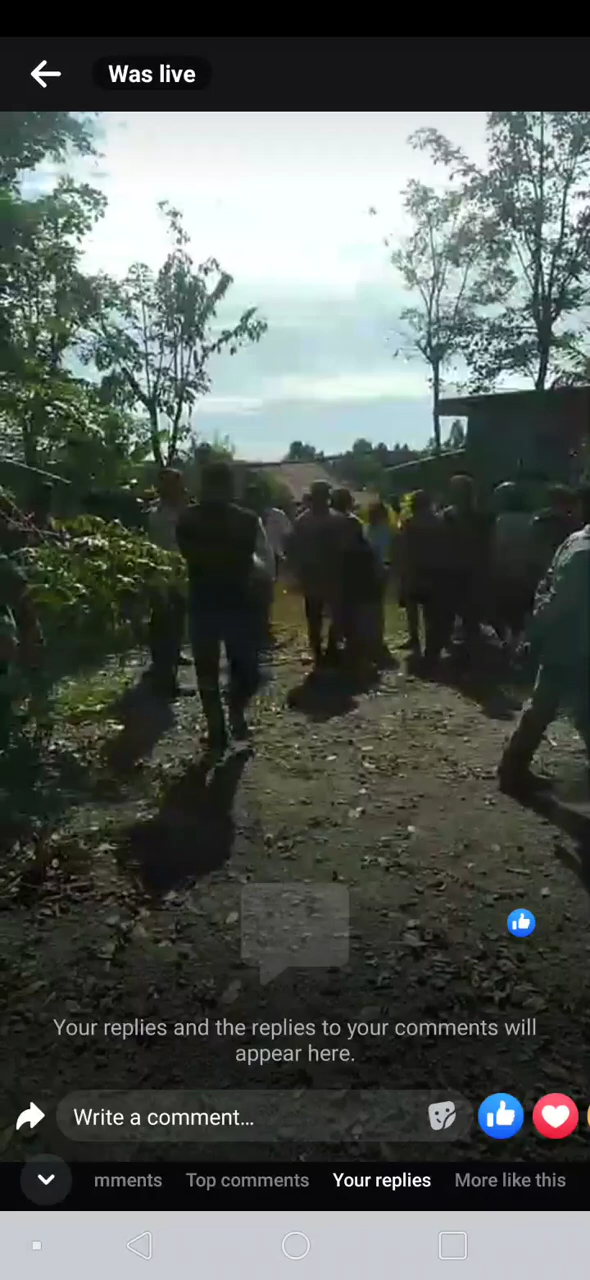 Was live
Your replies and the replies to your comments will
appear here.
Write a comment...
mments Top comments Your replies More like this